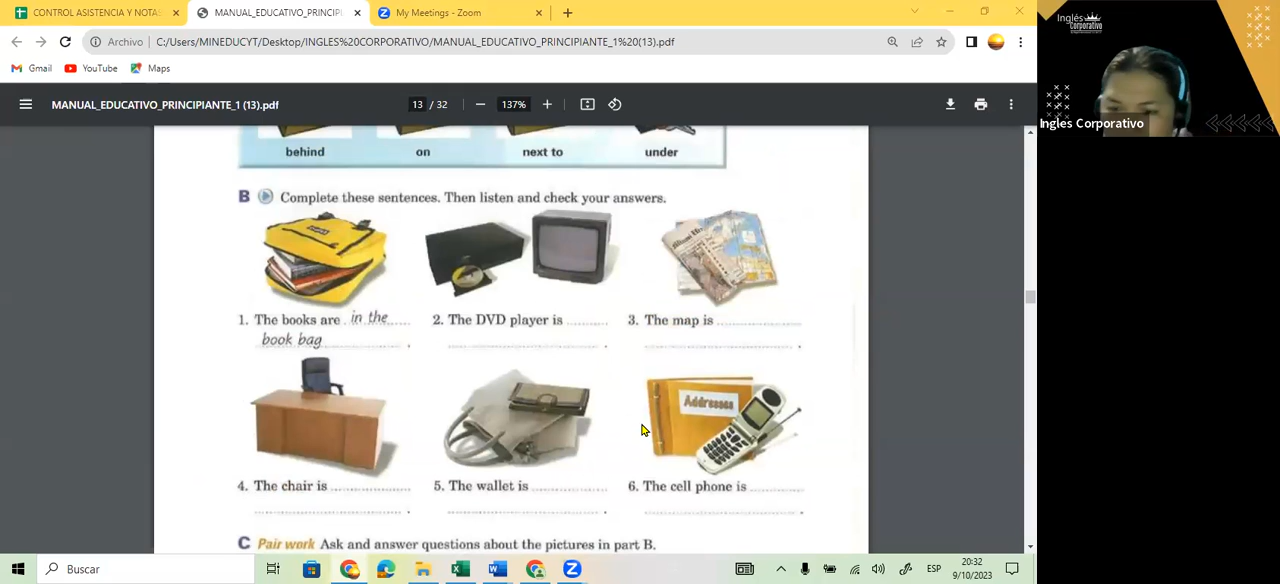 CONTROL ASISTENCIA Y NOTAS
MANUAL_EDUCATIVO_PRINCIPI
My Meetings - Zoom
Archivo
C:/Users/MINEDUCYT/Desktop/INGLES%20CORPORATIVO/MANUAL_EDUCATIVO_PRINCIPIANTE_1%20(13).pdf
Gmail
YouTube
Maps
MANUAL_EDUCATIVO_PRINCIPIANTE_1 (13).pdf
13 / 32
137%
Inglés
Corporativo
Ingles Corporativo
behind
on
next to
under
B Complete these sentences. Then listen and check your answers.
1. The books are in the
book bag .
2. The DVD player is
3. The map is
Addresses
4. The chair is
5. The wallet is
6. The cell phone is
C Pair work Ask and answer questions about the pictures in part B.
Buscar
ESP
20:32
9/10/2023